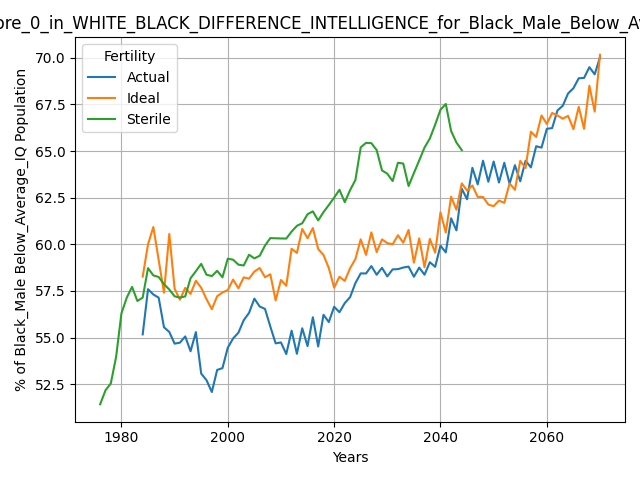 ore_0_in_WHITE_BLACK_DIFFERENCE_INTELLIGENCE_for_Black_Male_Below_Av
% of Black_Male Below_Average_IQ Population
70.0
67.5
65.0
62.5
60.0
57.5
55.0
52.5
Fertility
Actual
Ideal
Sterile
1980
2000
2020
2040
2060
Years